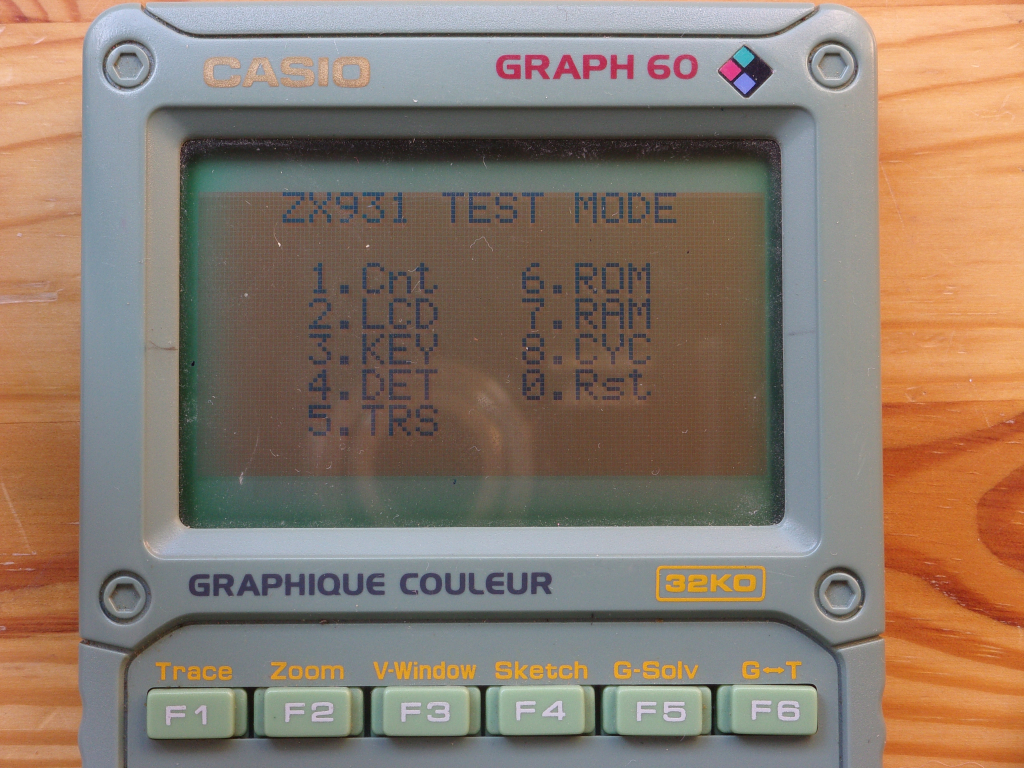 CASIO GRAPH 60
ZX931 TEST MODE
1.Cnt 6.ROM
2.LCD 7.RAM
3.KEY 8.CYC
4.DET 0.Rst
5.TRS
GRAPHIQUE COULEUR 32KO
Trace Zoom V-Window Sketch G-Solv G↔T
F1 F2 F3 F4 F5 F6